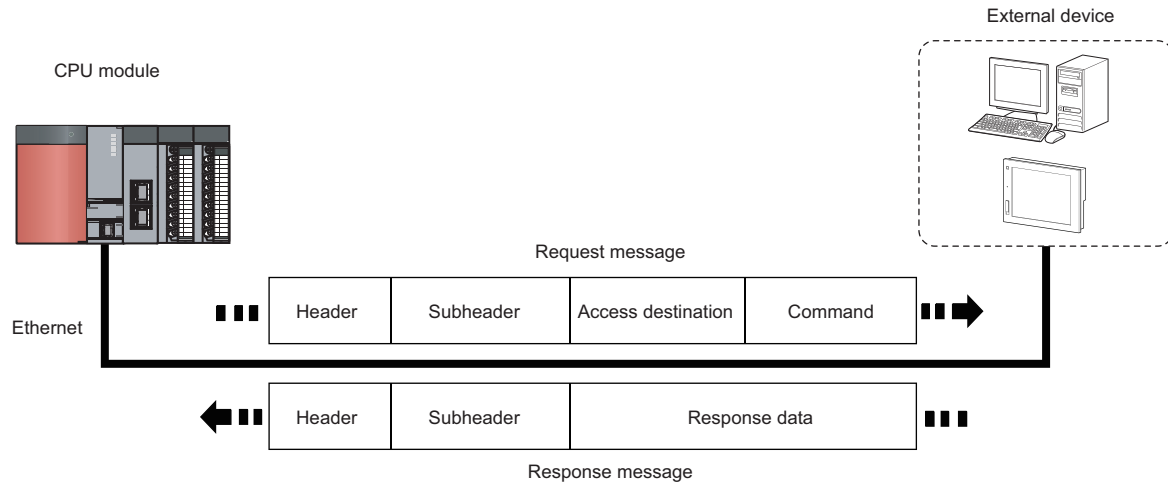 External device
CPU module
Request message
Header Subheader Access destination Command
Ethernet
Header Subheader Response data
Response message